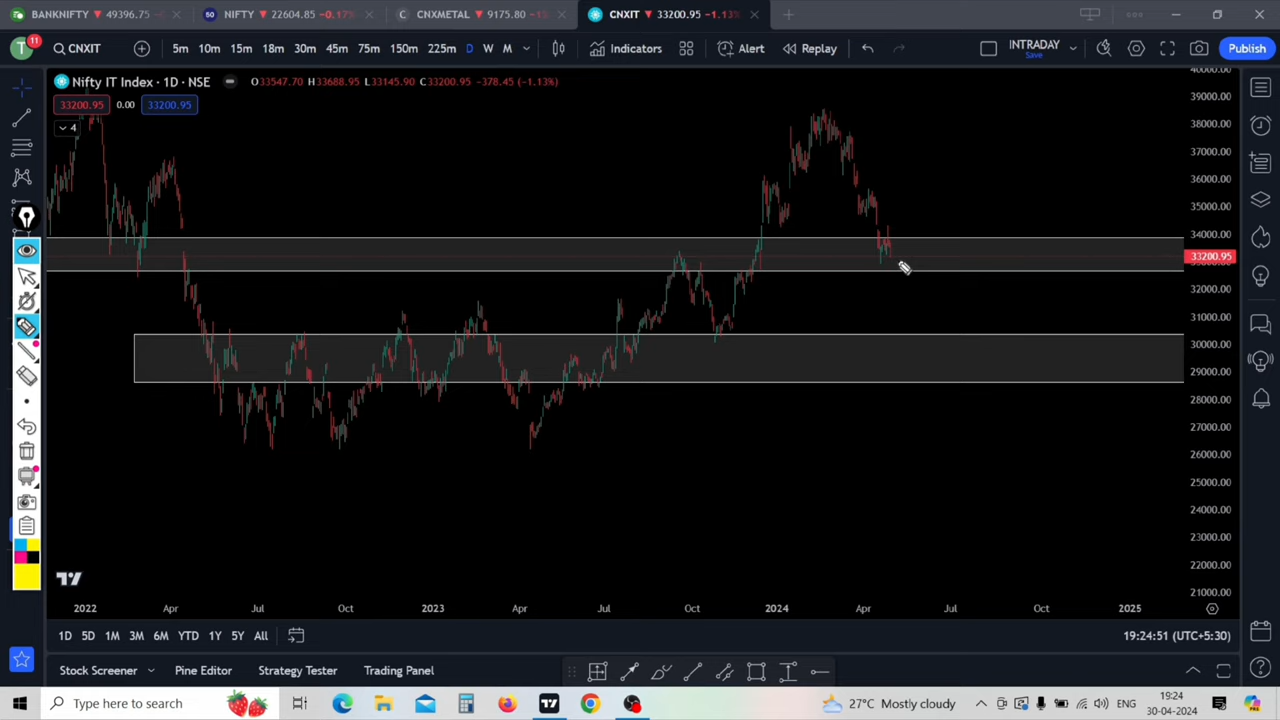 BANKNIFTY ▼ 49396.75
50 NIFTY ▼ 22604.85 -0.17%
C CNXMETAL ▼ 9175.80
CNXIT ▼ 33200.95 -1.13%
T 11 CNXIT 5m 10m 15m 18m 30m 45m 75m 150m 225m D W M Indicators Alert Replay INTRADAY Save Publish
Nifty IT Index · 1D · NSE O33547.70 H33688.95 L33145.90 C33200.95 -378.45 (-1.13%)
33200.95 0.00 33200.95
4
40000.00
39000.00
38000.00
37000.00
36000.00
35000.00
34000.00
33200.95
32000.00
31000.00
30000.00
29000.00
28000.00
27000.00
26000.00
25000.00
24000.00
23000.00
22000.00
21000.00
2022 Apr Jul Oct 2023 Apr Jul Oct 2024 Apr Jul Oct 2025
1D 5D 1M 3M 6M YTD 1Y 5Y All 19:24:51 (UTC+5:30)
Stock Screener Pine Editor Strategy Tester Trading Panel
Type here to search 27°C Mostly cloudy ENG 19:24
30-04-2024